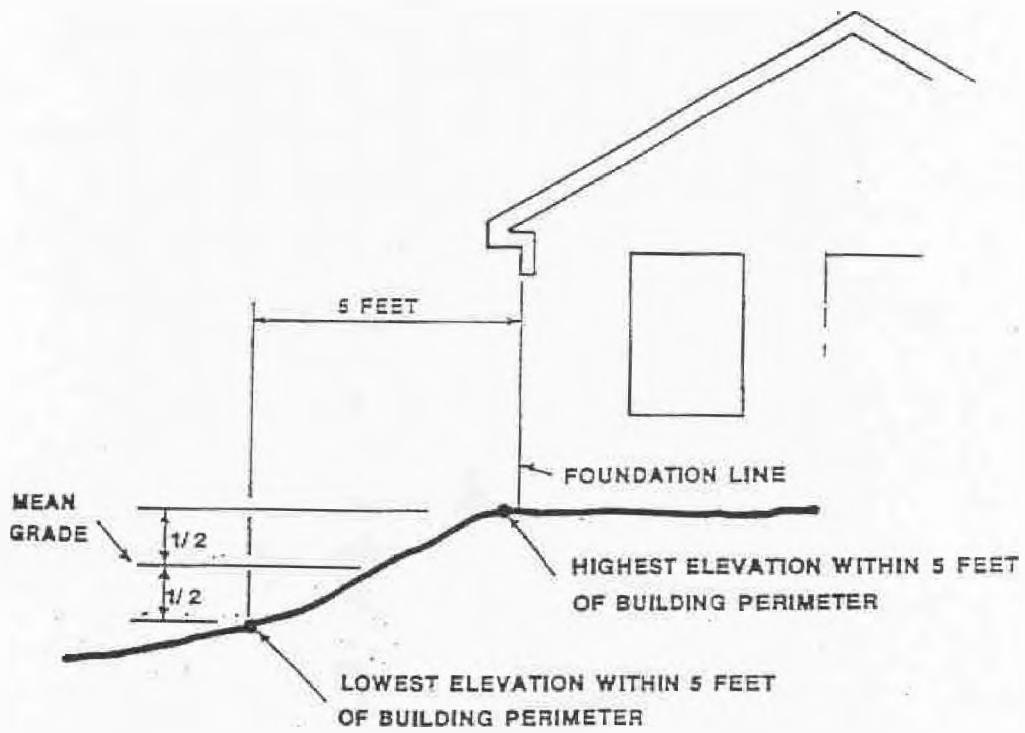 5 FEET
FOUNDATION LINE
MEAN
GRADE
1/2
1/2
HIGHEST ELEVATION WITHIN 5 FEET
OF BUILDING PERIMETER
LOWEST ELEVATION WITHIN 5 FEET
OF BUILDING PERIMETER